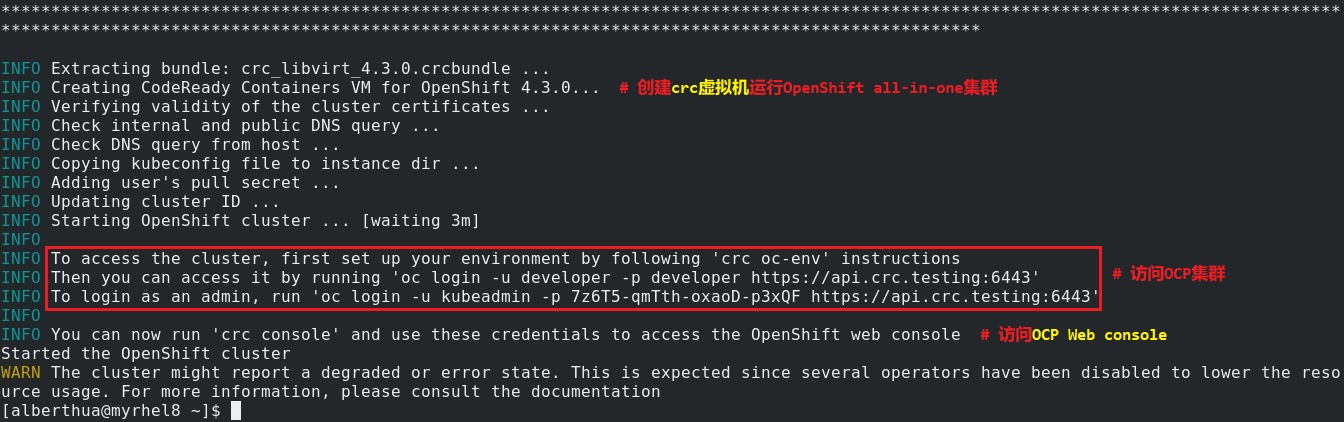 ****************************************************************************************************************************************
**************************************************************************************************
INFO Extracting bundle: crc_libvirt_4.3.0.crcbundle ...
INFO Creating CodeReady Containers VM for OpenShift 4.3.0... # 创建crc虚拟机运行OpenShift all-in-one集群
INFO Verifying validity of the cluster certificates ...
INFO Check internal and public DNS query ...
INFO Check DNS query from host ...
INFO Copying kubeconfig file to instance dir ...
INFO Adding user's pull secret ...
INFO Updating cluster ID ...
INFO Starting OpenShift cluster ... [waiting 3m]
INFO
INFO To access the cluster, first set up your environment by following 'crc oc-env' instructions
INFO Then you can access it by running 'oc login -u developer -p developer https://api.crc.testing:6443' # 访问OCP集群
INFO To login as an admin, run 'oc login -u kubeadmin -p 7z6T5-qmTth-oxaoD-p3xQF https://api.crc.testing:6443'
INFO
INFO You can now run 'crc console' and use these credentials to access the OpenShift web console # 访问OCP Web console
Started the OpenShift cluster
WARN The cluster might report a degraded or error state. This is expected since several operators have been disabled to lower the reso
urce usage. For more information, please consult the documentation
[alberthua@myrhel8 ~]$